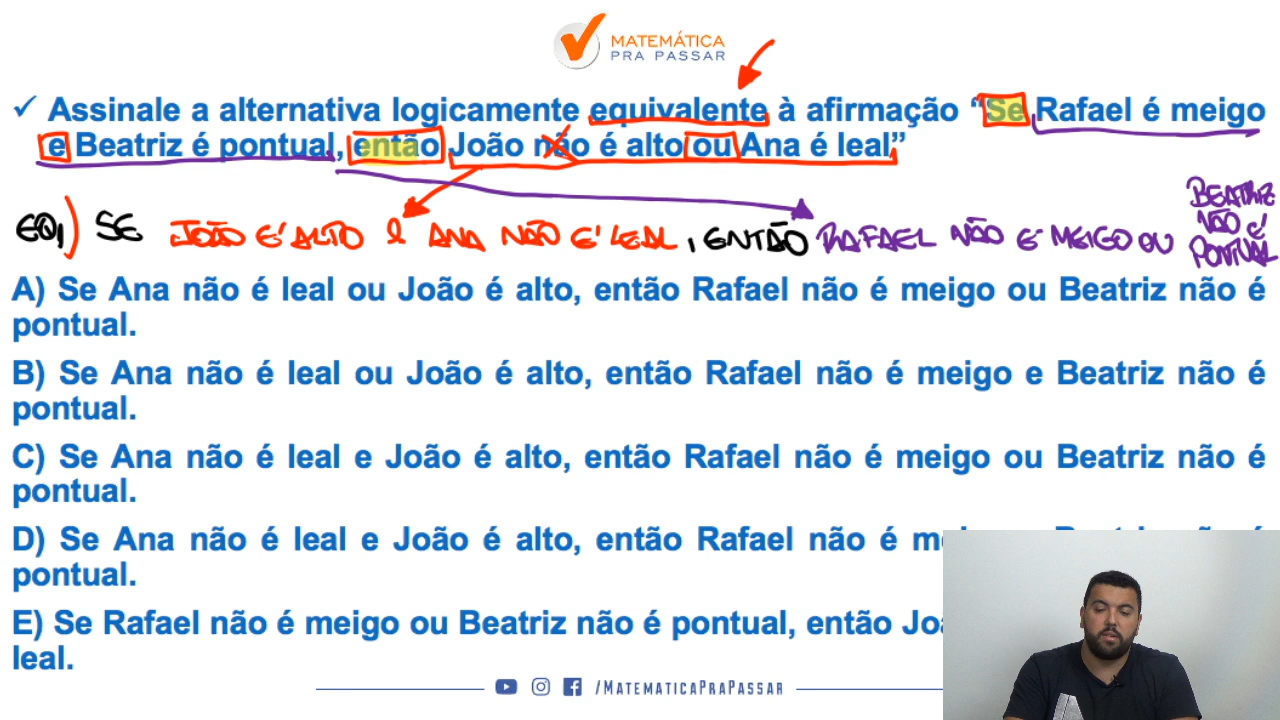 MATEMÁTICA
PRA PASSAR
✓ Assinale a alternativa logicamente equivalente à afirmação “Se Rafael é meigo
e Beatriz é pontual, então João não é alto ou Ana é leal”
EQ1) SE JOÃO É ALTO e ANA NÃO É LEAL, ENTÃO RAFAEL NÃO É MEIGO OU BEATRIZ
NÃO É
PONTUAL
A) Se Ana não é leal ou João é alto, então Rafael não é meigo ou Beatriz não é
pontual.
B) Se Ana não é leal ou João é alto, então Rafael não é meigo e Beatriz não é
pontual.
C) Se Ana não é leal e João é alto, então Rafael não é meigo ou Beatriz não é
pontual.
D) Se Ana não é leal e João é alto, então Rafael não é
pontual.
E) Se Rafael não é meigo ou Beatriz não é pontual, então
leal.
/MATEMATICAPRAPASSAR